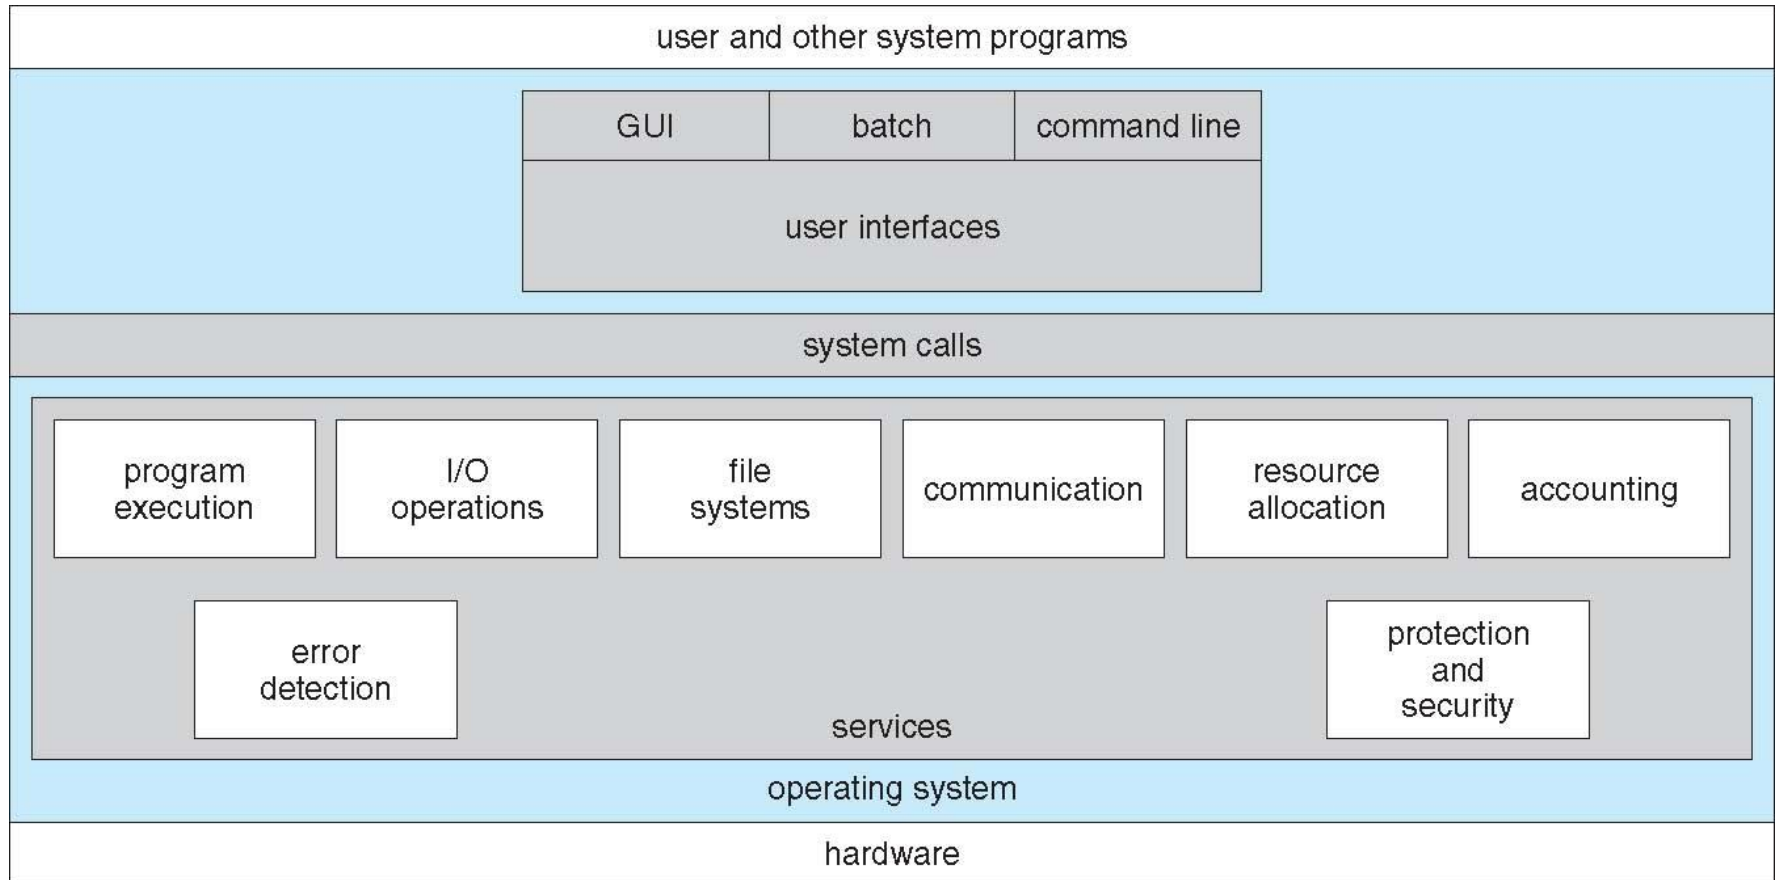 user and other system programs
GUI
batch
command line
user interfaces
system calls
program
execution
I/O
operations
file
systems
communication
resource
allocation
accounting
error
detection
protection
and
security
services
operating system
hardware